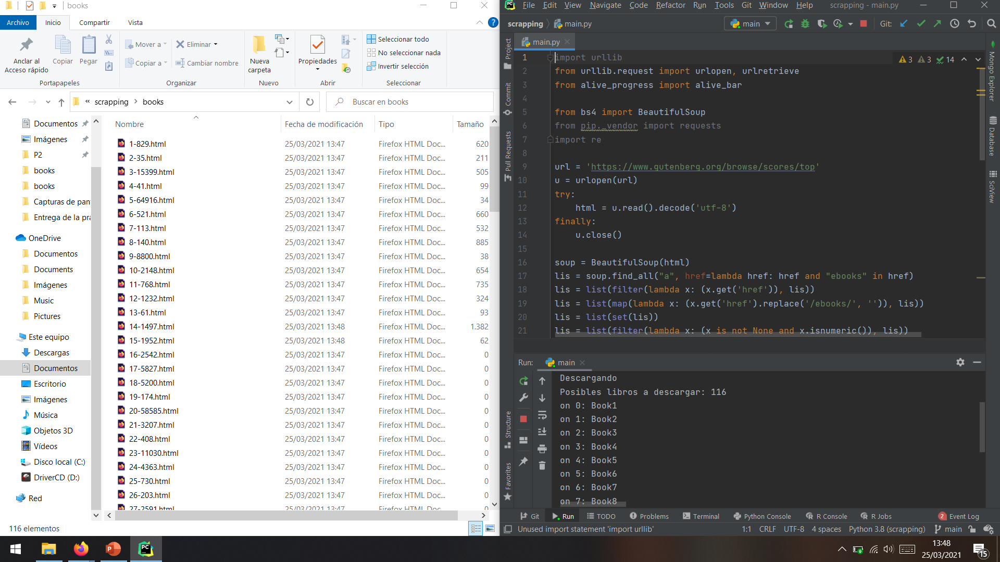 books
Archivo
Inicio
Compartir
Vista
Anclar al
Acceso rápido
Copiar
Pegar
Portapapeles
Mover a
Copiar a
Eliminar
Cambiar nombre
Organizar
Nueva
carpeta
Nuevo
Propiedades
Abrir
Seleccionar todo
No seleccionar nada
Invertir selección
Seleccionar
« scrapping > books
Buscar en books
Documentos
Imágenes
P2
books
books
Capturas de pan
Entrega de la pra
OneDrive
Documentos
Documents
Imágenes
Music
Pictures
Este equipo
Descargas
Documentos
Escritorio
Imágenes
Música
Objetos 3D
Vídeos
Disco local (C:)
DriverCD (D:)
Red
Nombre Fecha de modificación Tipo Tamaño
1-829.html 25/03/2021 13:47 Firefox HTML Doc... 620
2-35.html 25/03/2021 13:47 Firefox HTML Doc... 211
3-15399.html 25/03/2021 13:47 Firefox HTML Doc... 505
4-41.html 25/03/2021 13:47 Firefox HTML Doc... 99
5-64916.html 25/03/2021 13:47 Firefox HTML Doc... 34
6-521.html 25/03/2021 13:47 Firefox HTML Doc... 660
7-113.html 25/03/2021 13:47 Firefox HTML Doc... 532
8-140.html 25/03/2021 13:47 Firefox HTML Doc... 885
9-8800.html 25/03/2021 13:47 Firefox HTML Doc... 38
10-2148.html 25/03/2021 13:47 Firefox HTML Doc... 654
11-768.html 25/03/2021 13:47 Firefox HTML Doc... 735
12-1232.html 25/03/2021 13:47 Firefox HTML Doc... 324
13-61.html 25/03/2021 13:47 Firefox HTML Doc... 93
14-1497.html 25/03/2021 13:48 Firefox HTML Doc... 1.382
15-1952.html 25/03/2021 13:48 Firefox HTML Doc... 62
16-2542.html 25/03/2021 13:47 Firefox HTML Doc... 0
17-5827.html 25/03/2021 13:47 Firefox HTML Doc... 0
18-5200.html 25/03/2021 13:47 Firefox HTML Doc... 0
19-174.html 25/03/2021 13:47 Firefox HTML Doc... 0
20-58585.html 25/03/2021 13:47 Firefox HTML Doc... 0
21-3207.html 25/03/2021 13:47 Firefox HTML Doc... 0
22-408.html 25/03/2021 13:47 Firefox HTML Doc... 0
23-11030.html 25/03/2021 13:47 Firefox HTML Doc... 0
24-4363.html 25/03/2021 13:47 Firefox HTML Doc... 0
25-730.html 25/03/2021 13:47 Firefox HTML Doc... 0
26-203.html 25/03/2021 13:47 Firefox HTML Doc... 0
27-2591.html 25/03/2021 13:47 Firefox HTML Doc... 0
116 elementos
PC File Edit View Navigate Code Refactor Run Tools Git Window Help scrapping - main.py
scrapping main.py
main
Git:
Project
Commit
Pull Requests
Structure
Favorites
main.py
3 3 14
1 import urllib
2 from urllib.request import urlopen, urlretrieve
3 from alive_progress import alive_bar
4
5 from bs4 import BeautifulSoup
6 from pip._vendor import requests
7 import re
8
9 url = 'https://www.gutenberg.org/browse/scores/top'
10 u = urlopen(url)
11 try:
12 html = u.read().decode('utf-8')
13 finally:
14 u.close()
15
16 soup = BeautifulSoup(html)
17 lis = soup.find_all("a", href=lambda href: href and "ebooks" in href)
18 lis = list(filter(lambda x: (x.get('href')), lis))
19 lis = list(map(lambda x: (x.get('href').replace('/ebooks/', '')), lis))
20 lis = list(set(lis))
21 lis = list(filter(lambda x: (x is not None and x.isnumeric()), lis))
Mongo Explorer
Database
SciView
Run: main
Descargando
Posibles libros a descargar: 116
on 0: Book1
on 1: Book2
on 2: Book3
on 3: Book4
on 4: Book5
on 5: Book6
on 6: Book7
on 7: Book8
Git Run TODO Problems Terminal Python Console R Console R Jobs 2 Event Log
Unused import statement 'import urllib' 1:1 CRLF UTF-8 4 spaces Python 3.8 (scrapping) main
PC
13:48
25/03/2021
15